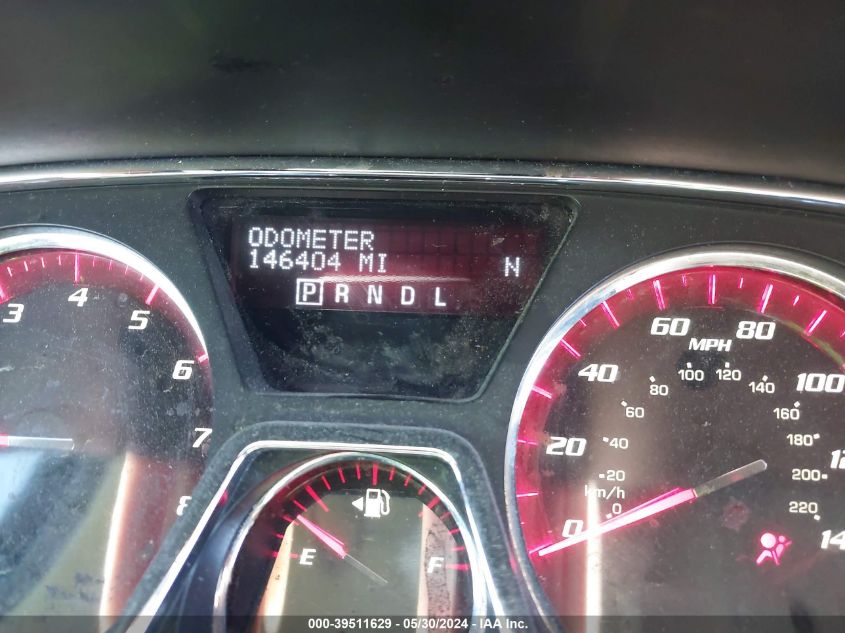 ODOMETER
146404 MI N
P R N D L
3 4 5 6 7 8
20 40 60 80 100
MPH
0 20 40 60 80 100 120 140 160 180 200 220
km/h
0
14
E F
000-39511629 - 05/30/2024 - IAA Inc.